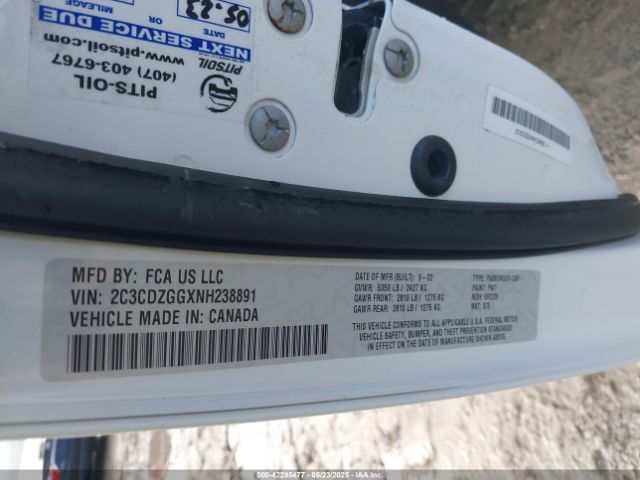 MILEAGE
OR
DATE
05.23
NEXT SERVICE DUE
PITSOIL
www.pitsoil.com
(407) 403-6767
PITS-OIL
MFD BY: FCA US LLC
VIN: 2C3CDZGGXNH238891
VEHICLE MADE IN: CANADA
DATE OF MFR (BUILT): 9-22
GVWR: 5350 LB / 2427 KG
GAWR FRONT: 2810 LB / 1275 KG
GAWR REAR: 2810 LB / 1275 KG
TYPE: PASSENGER CAR
PAINT: PW7
THIS VEHICLE CONFORMS TO ALL APPLICABLE U.S.A. FEDERAL MOTOR
VEHICLE SAFETY, BUMPER, AND THEFT PREVENTION STANDARDS
IN EFFECT ON THE DATE OF MANUFACTURE SHOWN ABOVE.
000-42295477 - 05/23/2025 - IAAI.COM